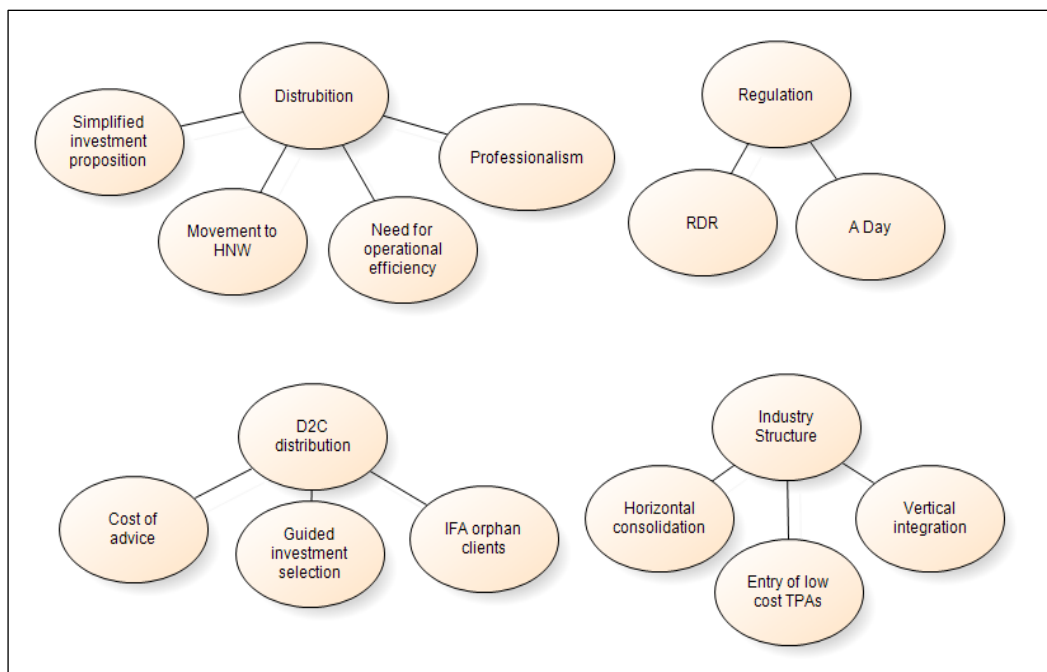 Distrubition
Simplified
investment
proposition
Professionalism
Movement to
HNW
Need for
operational
efficiency
Regulation
RDR
A Day
D2C
distribution
Cost of
advice
Guided
investment
selection
IFA orphan
clients
Industry
Structure
Horizontal
consolidation
Vertical
integration
Entry of low
cost TPAs